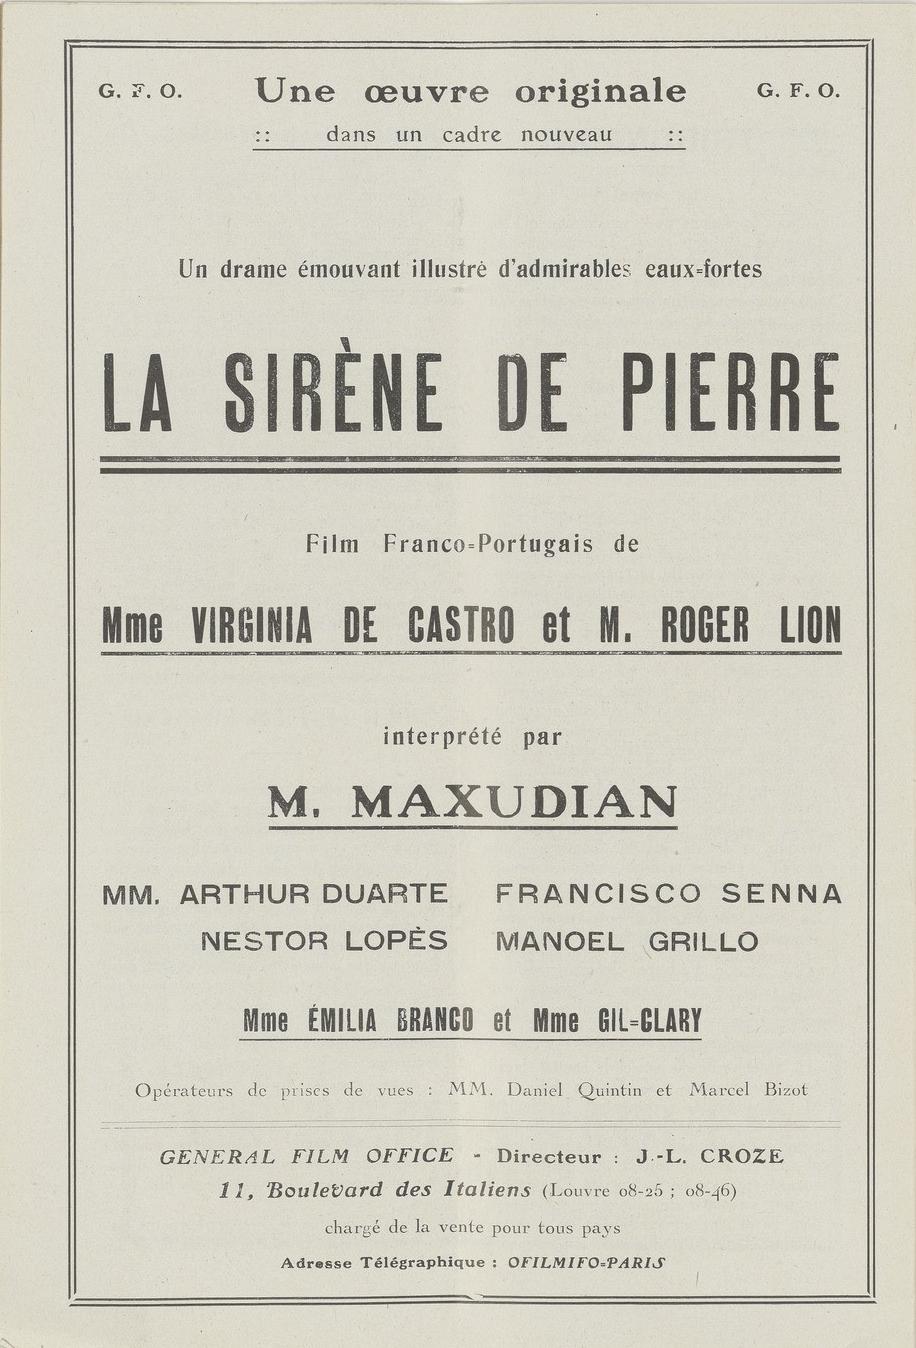 G. F. O. Une œuvre originale G. F. O.
:: dans un cadre nouveau ::
Un drame émouvant illustré d'admirables eaux=fortes
LA SIRÈNE DE PIERRE
Film Franco=Portugais de
Mme VIRGINIA DE CASTRO et M. ROGER LION
interprété par
M. MAXUDIAN
MM. ARTHUR DUARTE FRANCISCO SENNA
NESTOR LOPÈS MANOEL GRILLO
Mme ÉMILIA BRANCO et Mme GIL=CLARY
Opérateurs de prises de vues : MM. Daniel Quintin et Marcel Bizot
GENERAL FILM OFFICE - Directeur : J.-L. CROZE
11, Boulevard des Italiens (Louvre 08-25 ; 08-46)
chargé de la vente pour tous pays
Adresse Télégraphique : OFILMIFO=PARIS